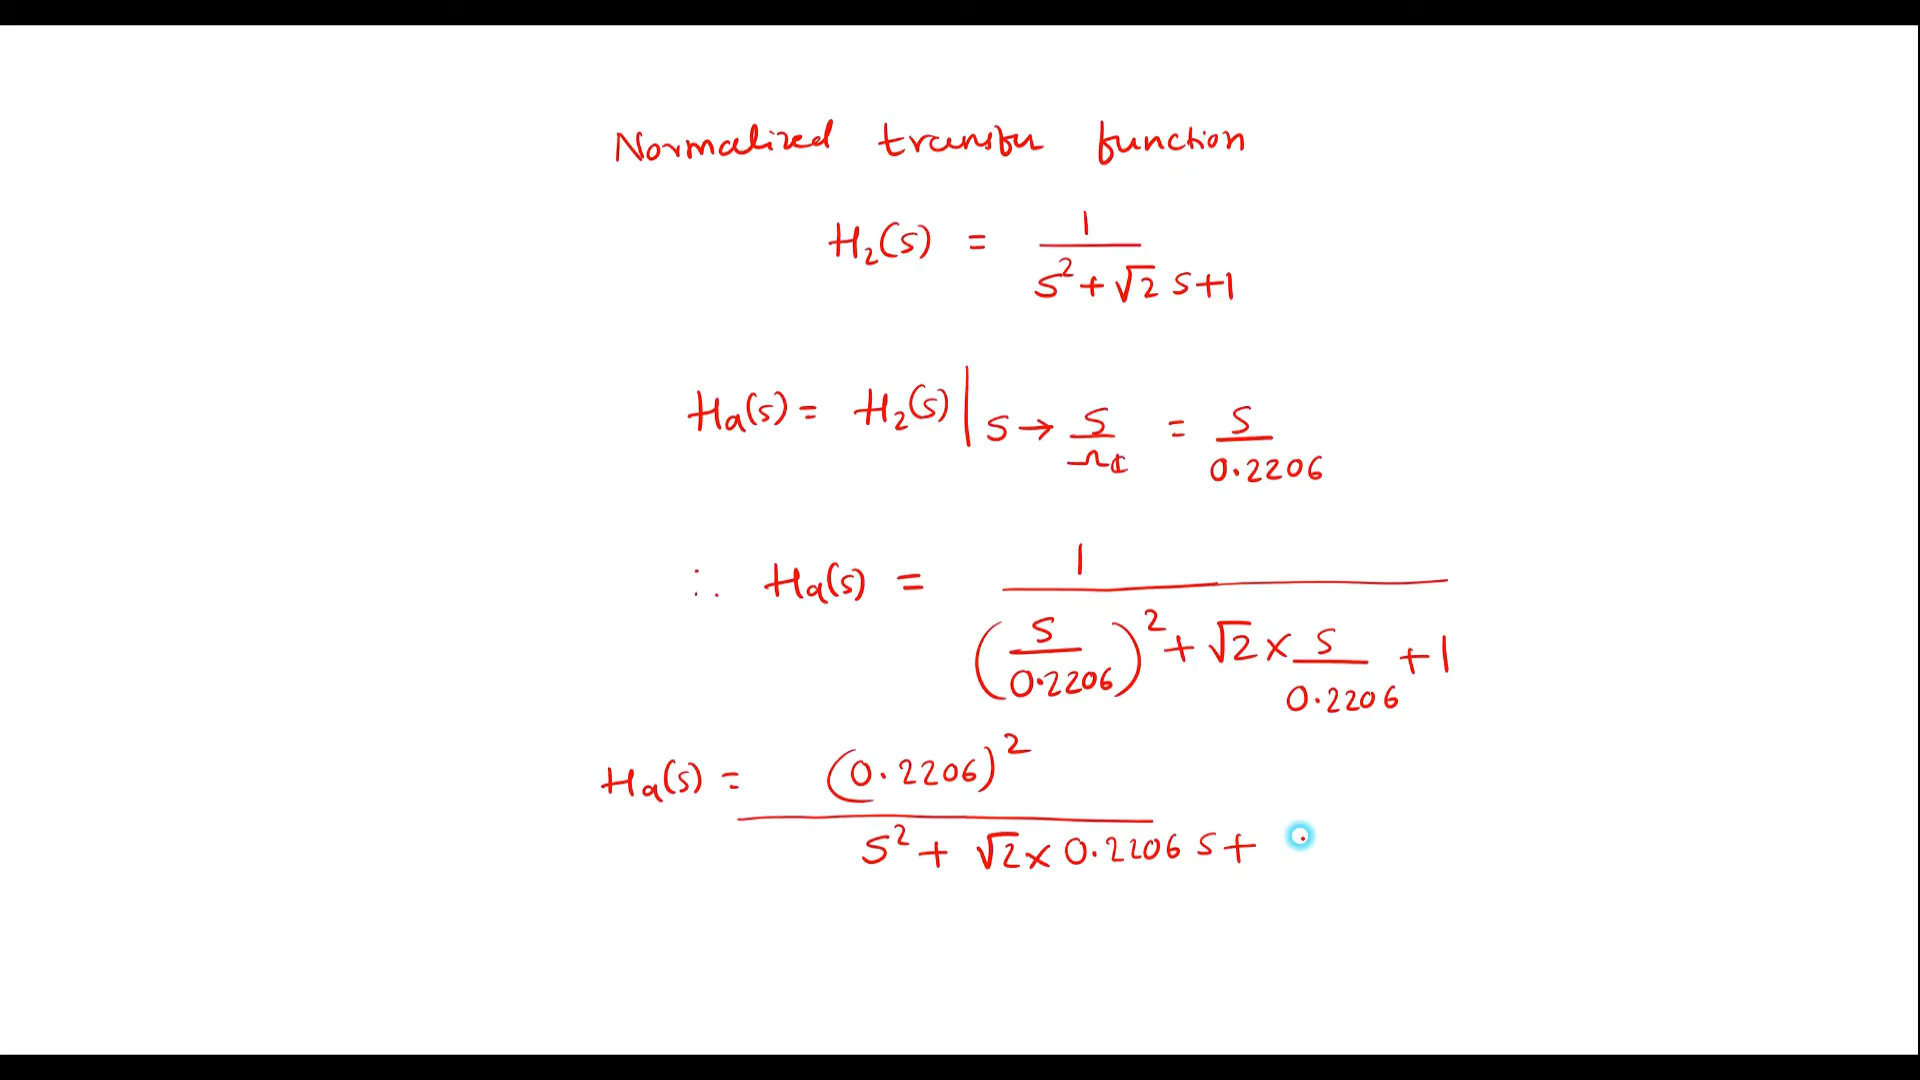 Normalized transfer function
H₂(s) = 1 / (s² + √2 s+1)
Ha(s) = H₂(s) | s → s/Ωc = s/0.2206
∴ Ha(s) = 1 / ((s/0.2206)² + √2 × s/0.2206 + 1)
Ha(s) = (0.2206)² / (s² + √2 × 0.2206 s +